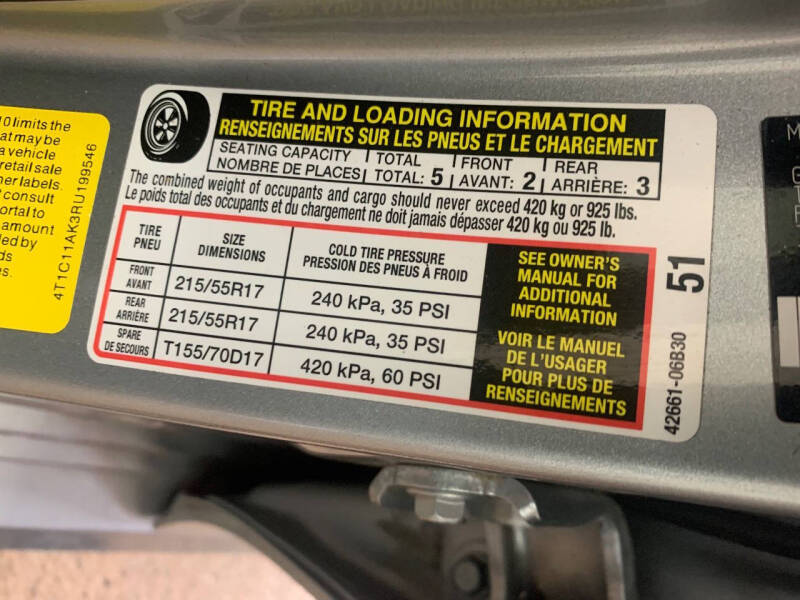 10 limits the
at may be
a vehicle
retail sale
her labels.
t consult
ortal to
amount
ded by
ds
s.
4T1C11AK3RU199546
TIRE AND LOADING INFORMATION
RENSEIGNEMENTS SUR LES PNEUS ET LE CHARGEMENT
SEATING CAPACITY TOTAL FRONT REAR
NOMBRE DE PLACES TOTAL: 5 AVANT: 2 ARRIÈRE: 3
The combined weight of occupants and cargo should never exceed 420 kg or 925 lbs.
Le poids total des occupants et du chargement ne doit jamais dépasser 420 kg ou 925 lb.
TIRE
PNEU
SIZE
DIMENSIONS
COLD TIRE PRESSURE
PRESSION DES PNEUS À FROID
FRONT
AVANT
215/55R17
240 kPa, 35 PSI
REAR
ARRIÈRE
215/55R17
240 kPa, 35 PSI
SPARE
DE SECOURS
T155/70D17
420 kPa, 60 PSI
SEE OWNER'S
MANUAL FOR
ADDITIONAL
INFORMATION
VOIR LE MANUEL
DE L'USAGER
POUR PLUS DE
RENSEIGNEMENTS
51
42661-06B30
M